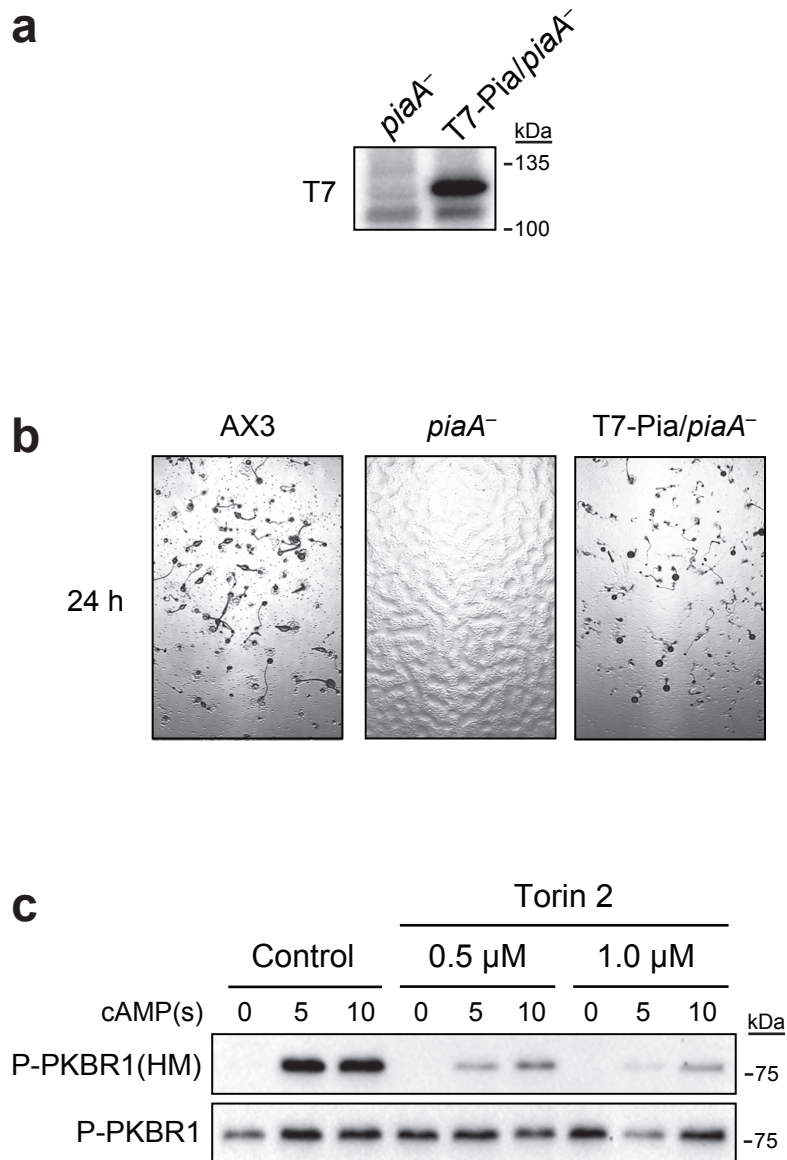 a
piaA⁻
T7-Pia/piaA⁻
kDa
-135
T7
-100
b
AX3
piaA⁻
T7-Pia/piaA⁻
24 h
c
Torin 2
Control
0.5 µM
1.0 µM
cAMP(s)
0 5 10 0 5 10 0 5 10
kDa
P-PKBR1(HM)
-75
P-PKBR1
-75